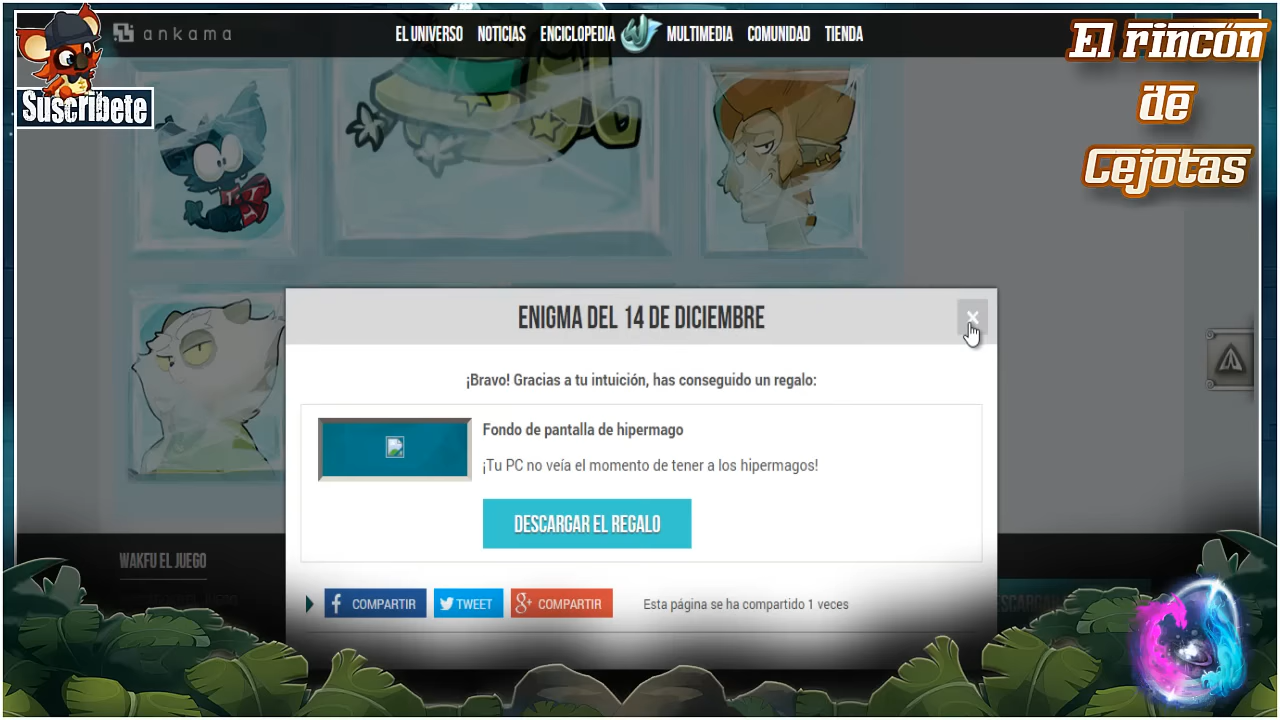 ankama
EL UNIVERSO NOTICIAS ENCICLOPEDIA MULTIMEDIA COMUNIDAD TIENDA
Suscribete
El rincón
de
Cejotas
ENIGMA DEL 14 DE DICIEMBRE
¡Bravo! Gracias a tu intuición, has conseguido un regalo:
Fondo de pantalla de hipermago
¡Tu PC no veía el momento de tener a los hipermagos!
DESCARGAR EL REGALO
WAKFU EL JUEGO
COMPARTIR TWEET COMPARTIR Esta página se ha compartido 1 veces